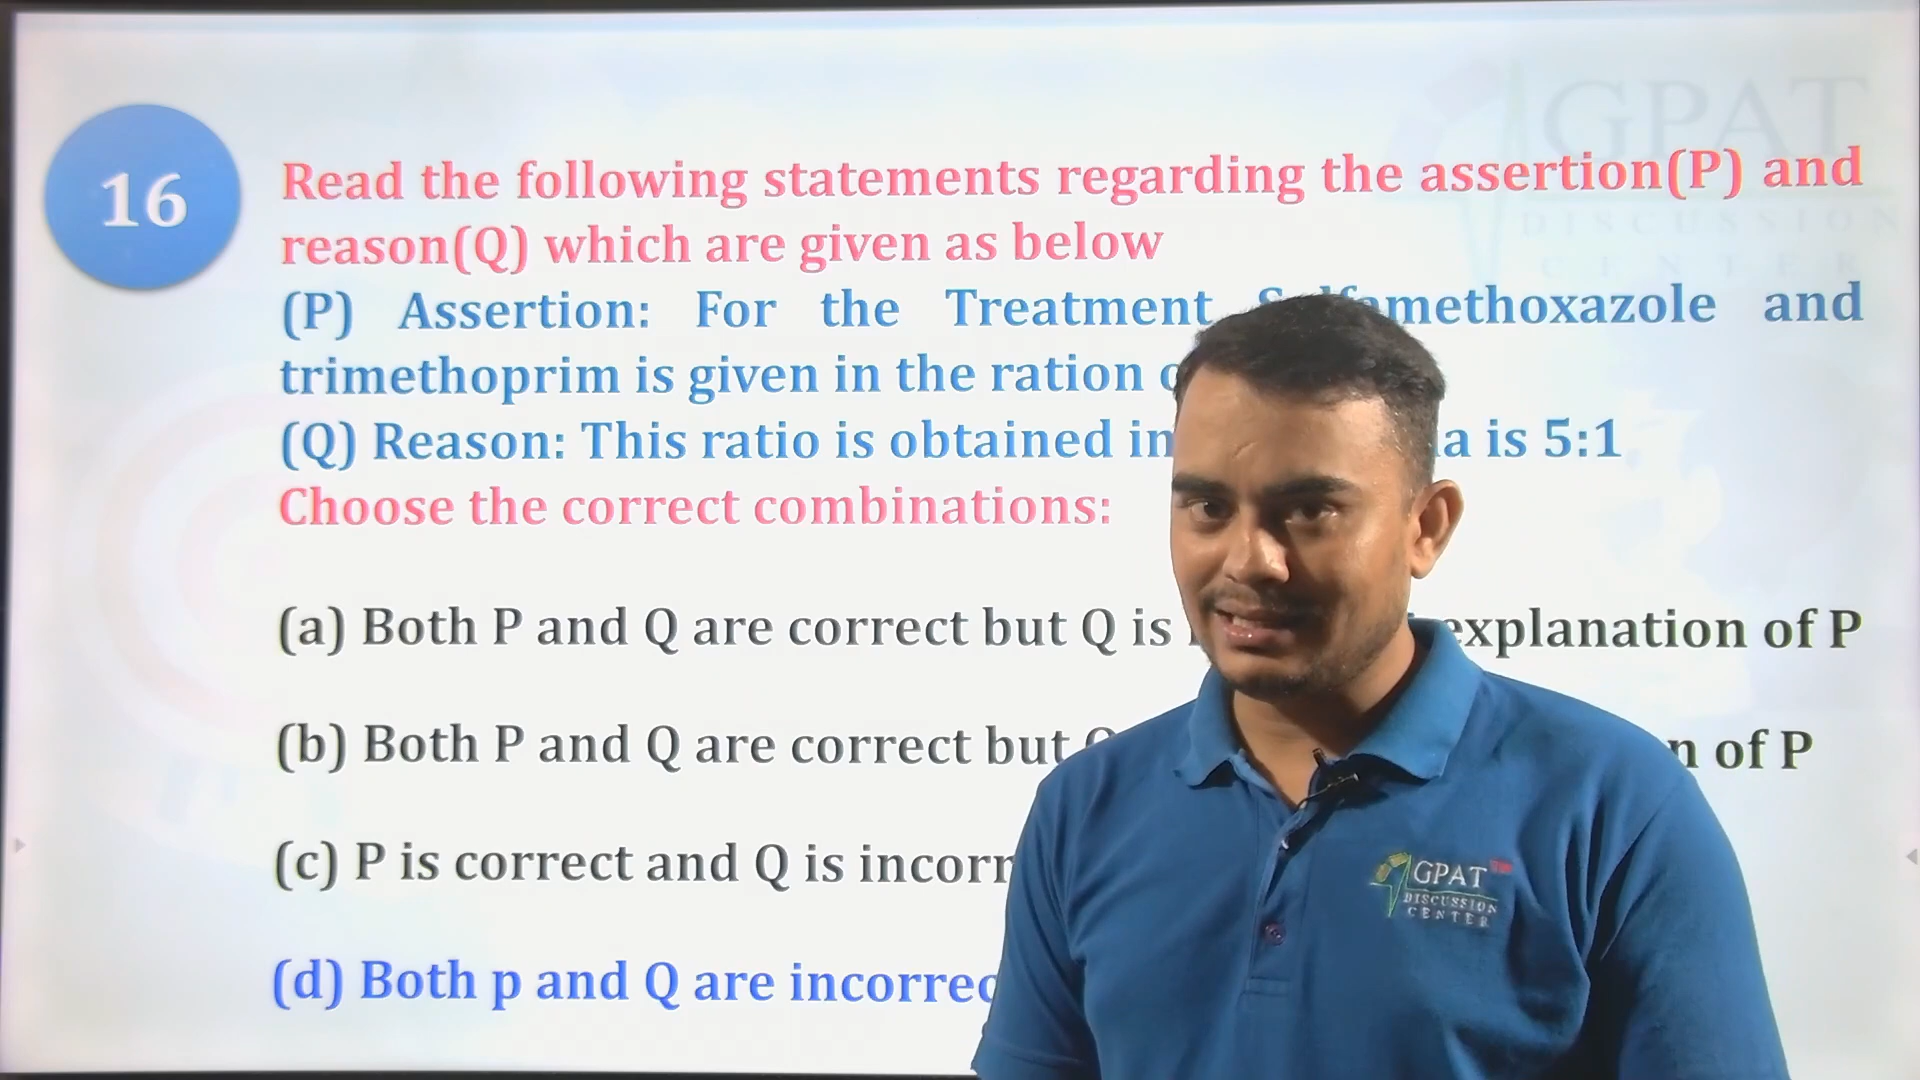 GPAT
DISCUSSION
CENTER
16
Read the following statements regarding the assertion(P) and
reason(Q) which are given as below
(P) Assertion: For the Treatment and
trimethoprim is given in the ration
(Q) Reason: This ratio is obtained in is 5:1
Choose the correct combinations:
(a) Both P and Q are correct but Q is explanation of P
(b) Both P and Q are correct but of P
(c) P is correct and Q is
(d) Both p and Q are
GPAT
DISCUSSION
CENTER